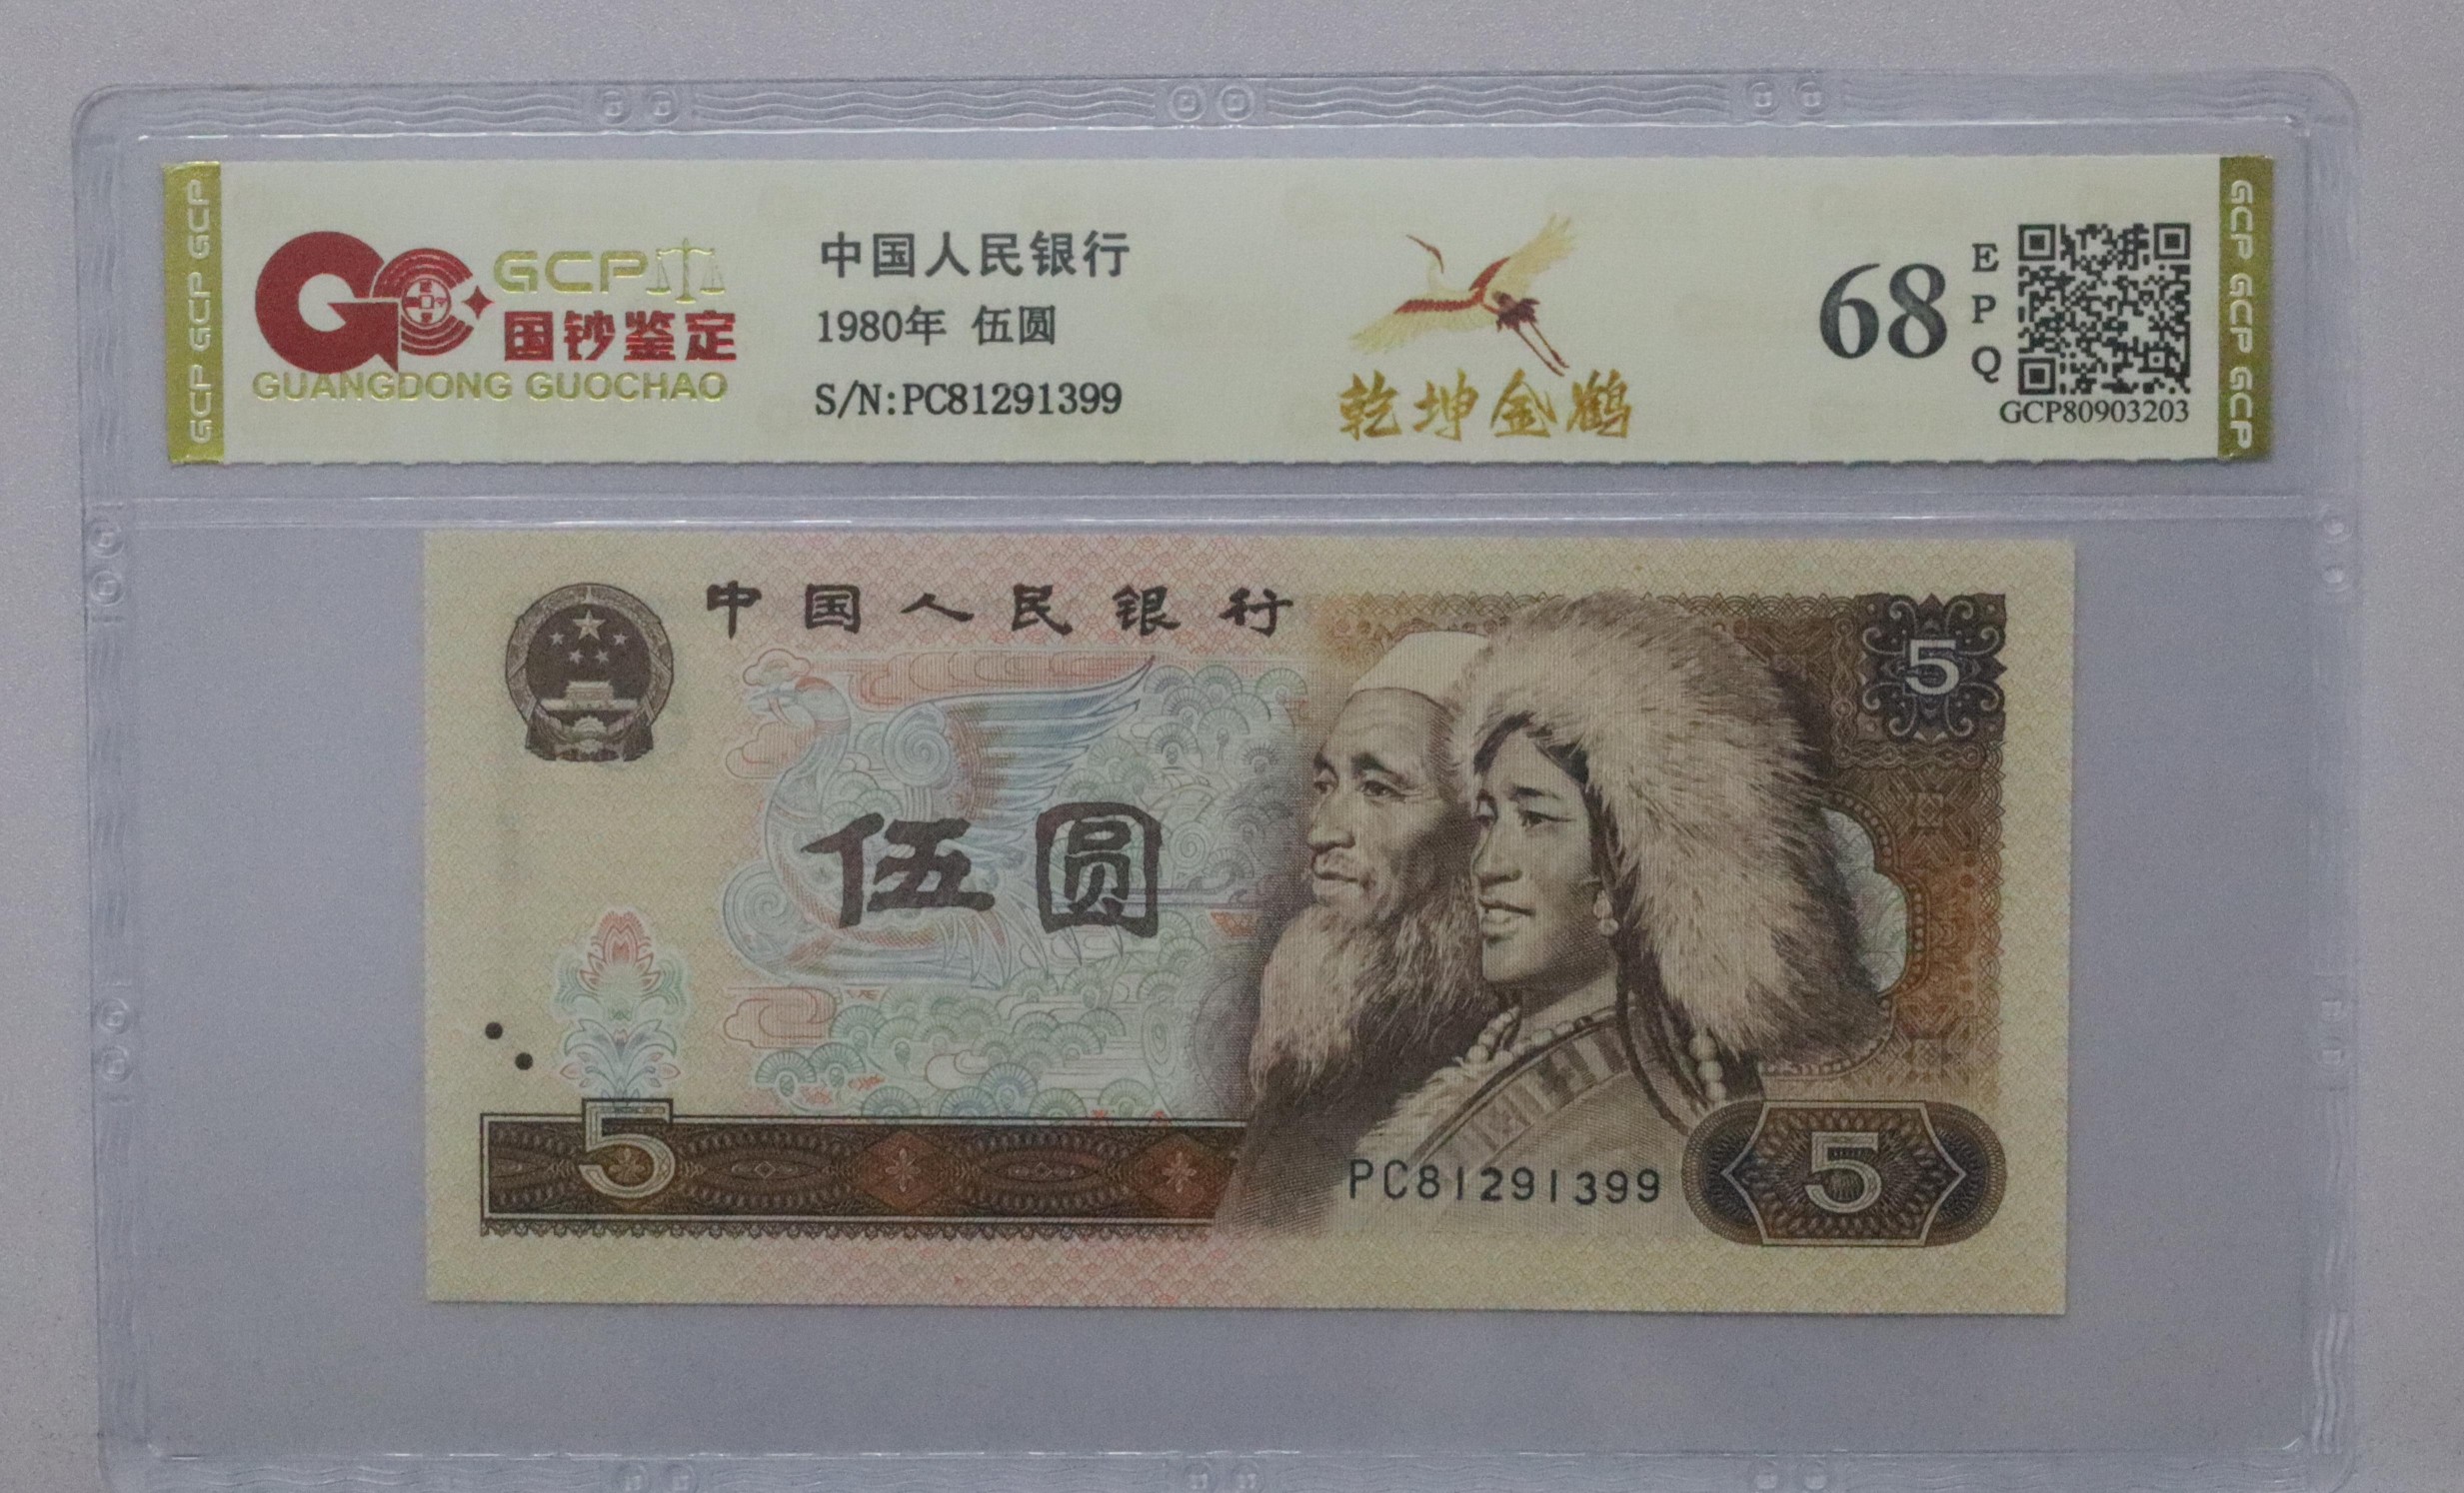 GCP GCP GCP
GCP
国钞鉴定
GUANGDONG GUOCHAO
中国人民银行
1980年 伍圆
S/N:PC81291399
乾坤金鹤
68
E
P
Q
GCP80903203
GCP GCP GCP GCP
中国人民银行
5
伍圆
5
PC81291399
5